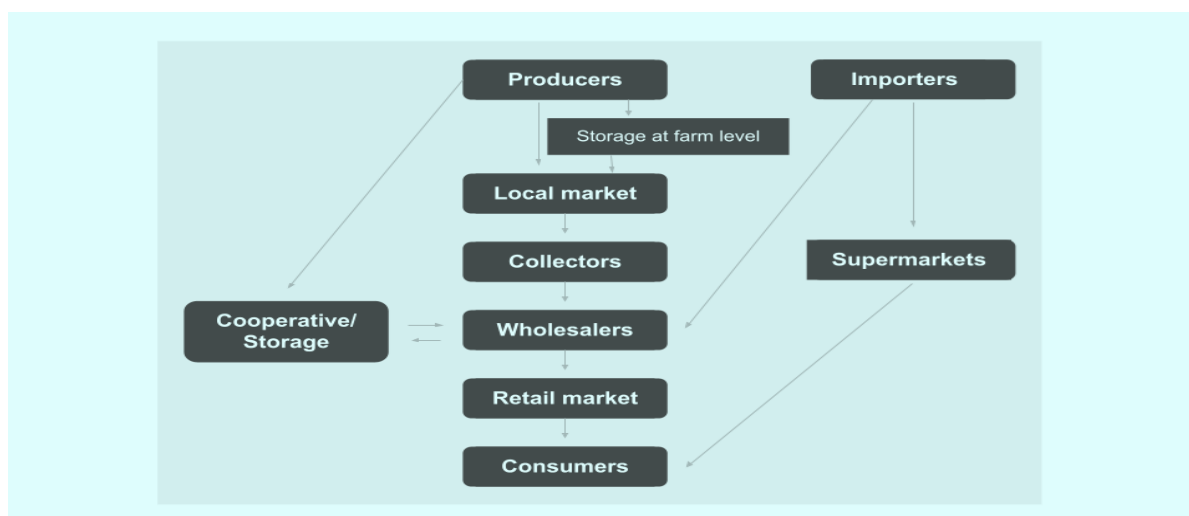 Producers
Importers
Storage at farm level
Local market
Collectors
Supermarkets
Cooperative/
Storage
Wholesalers
Retail market
Consumers